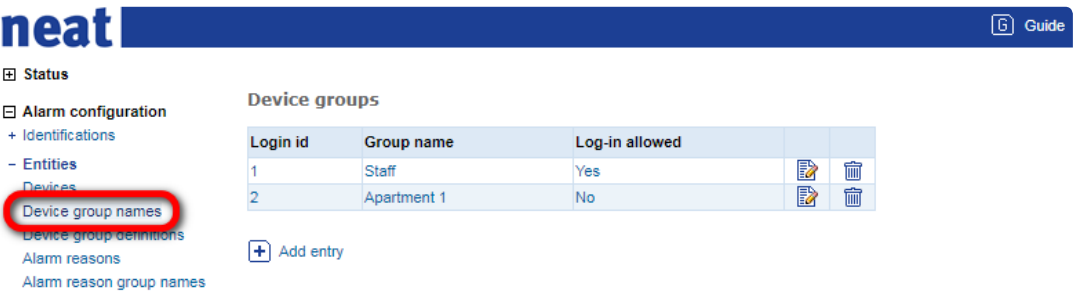 neat
G Guide
Status
Alarm configuration
+ Identifications
– Entities
Devices
Device group names
Device group definitions
Alarm reasons
Alarm reason group names
Device groups
Login id Group name Log-in allowed
1 Staff Yes
2 Apartment 1 No
Add entry